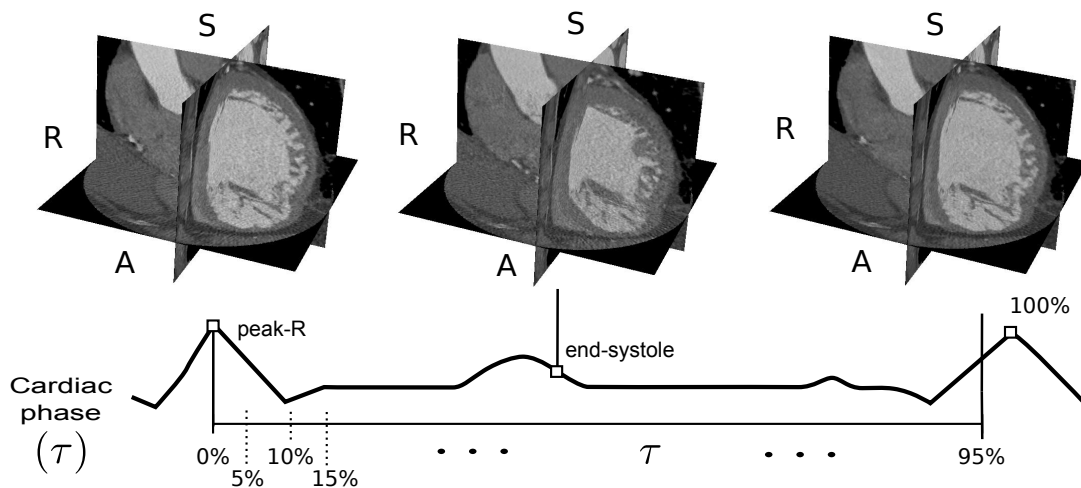 S
S
S
R
R
R
A
A
A
peak-R
end-systole
100%
Cardiac
phase
(τ)
0%
5%
10%
15%
. . .
τ
. . .
95%